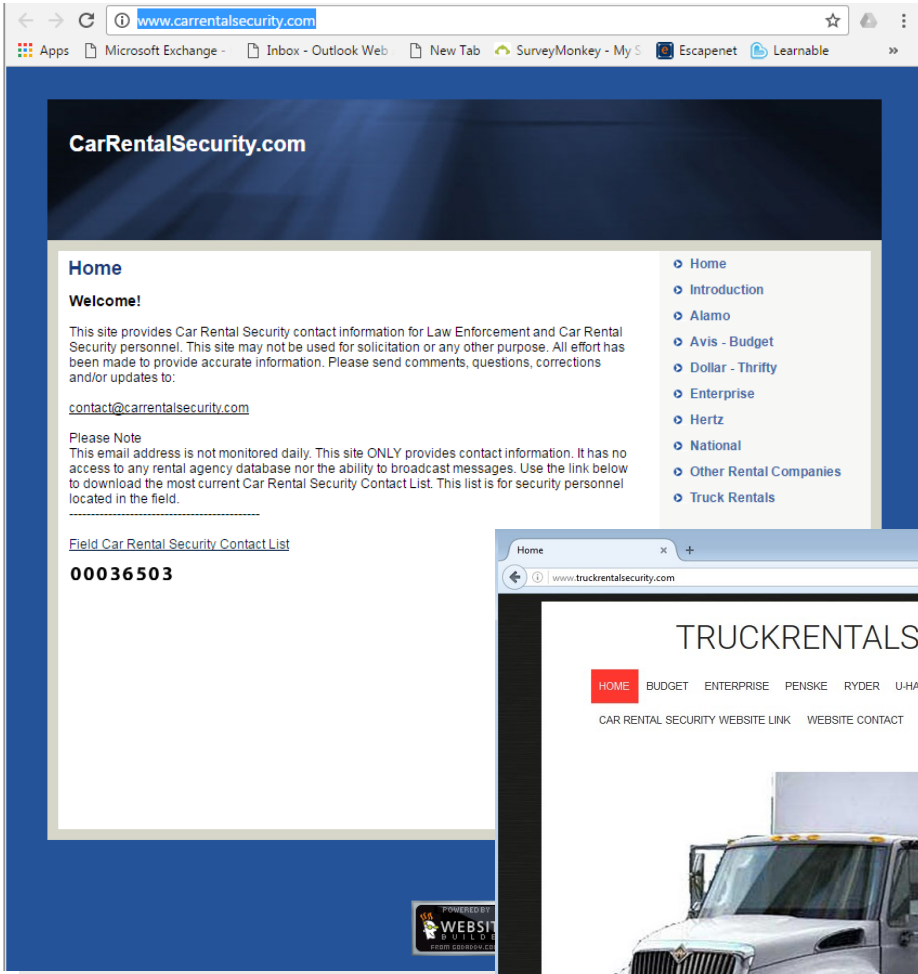 www.carrentalsecurity.com
Apps Microsoft Exchange - Inbox - Outlook Web New Tab SurveyMonkey - My S Escapenet Learnable »
CarRentalSecurity.com
Home
Welcome!
This site provides Car Rental Security contact information for Law Enforcement and Car Rental
Security personnel. This site may not be used for solicitation or any other purpose. All effort has
been made to provide accurate information. Please send comments, questions, corrections
and/or updates to:
contact@carrentalsecurity.com
Please Note
This email address is not monitored daily. This site ONLY provides contact information. It has no
access to any rental agency database nor the ability to broadcast messages. Use the link below
to download the most current Car Rental Security Contact List. This list is for security personnel
located in the field.
--------------------------------------------
Field Car Rental Security Contact List
00036503
Home
Introduction
Alamo
Avis - Budget
Dollar - Thrifty
Enterprise
Hertz
National
Other Rental Companies
Truck Rentals
Home × +
www.truckrentalsecurity.com
TRUCKRENTALS
HOME BUDGET ENTERPRISE PENSKE RYDER U-HA
CAR RENTAL SECURITY WEBSITE LINK WEBSITE CONTACT
POWERED BY
WEBSIT
BUILDE
FROM GODADDY.CO